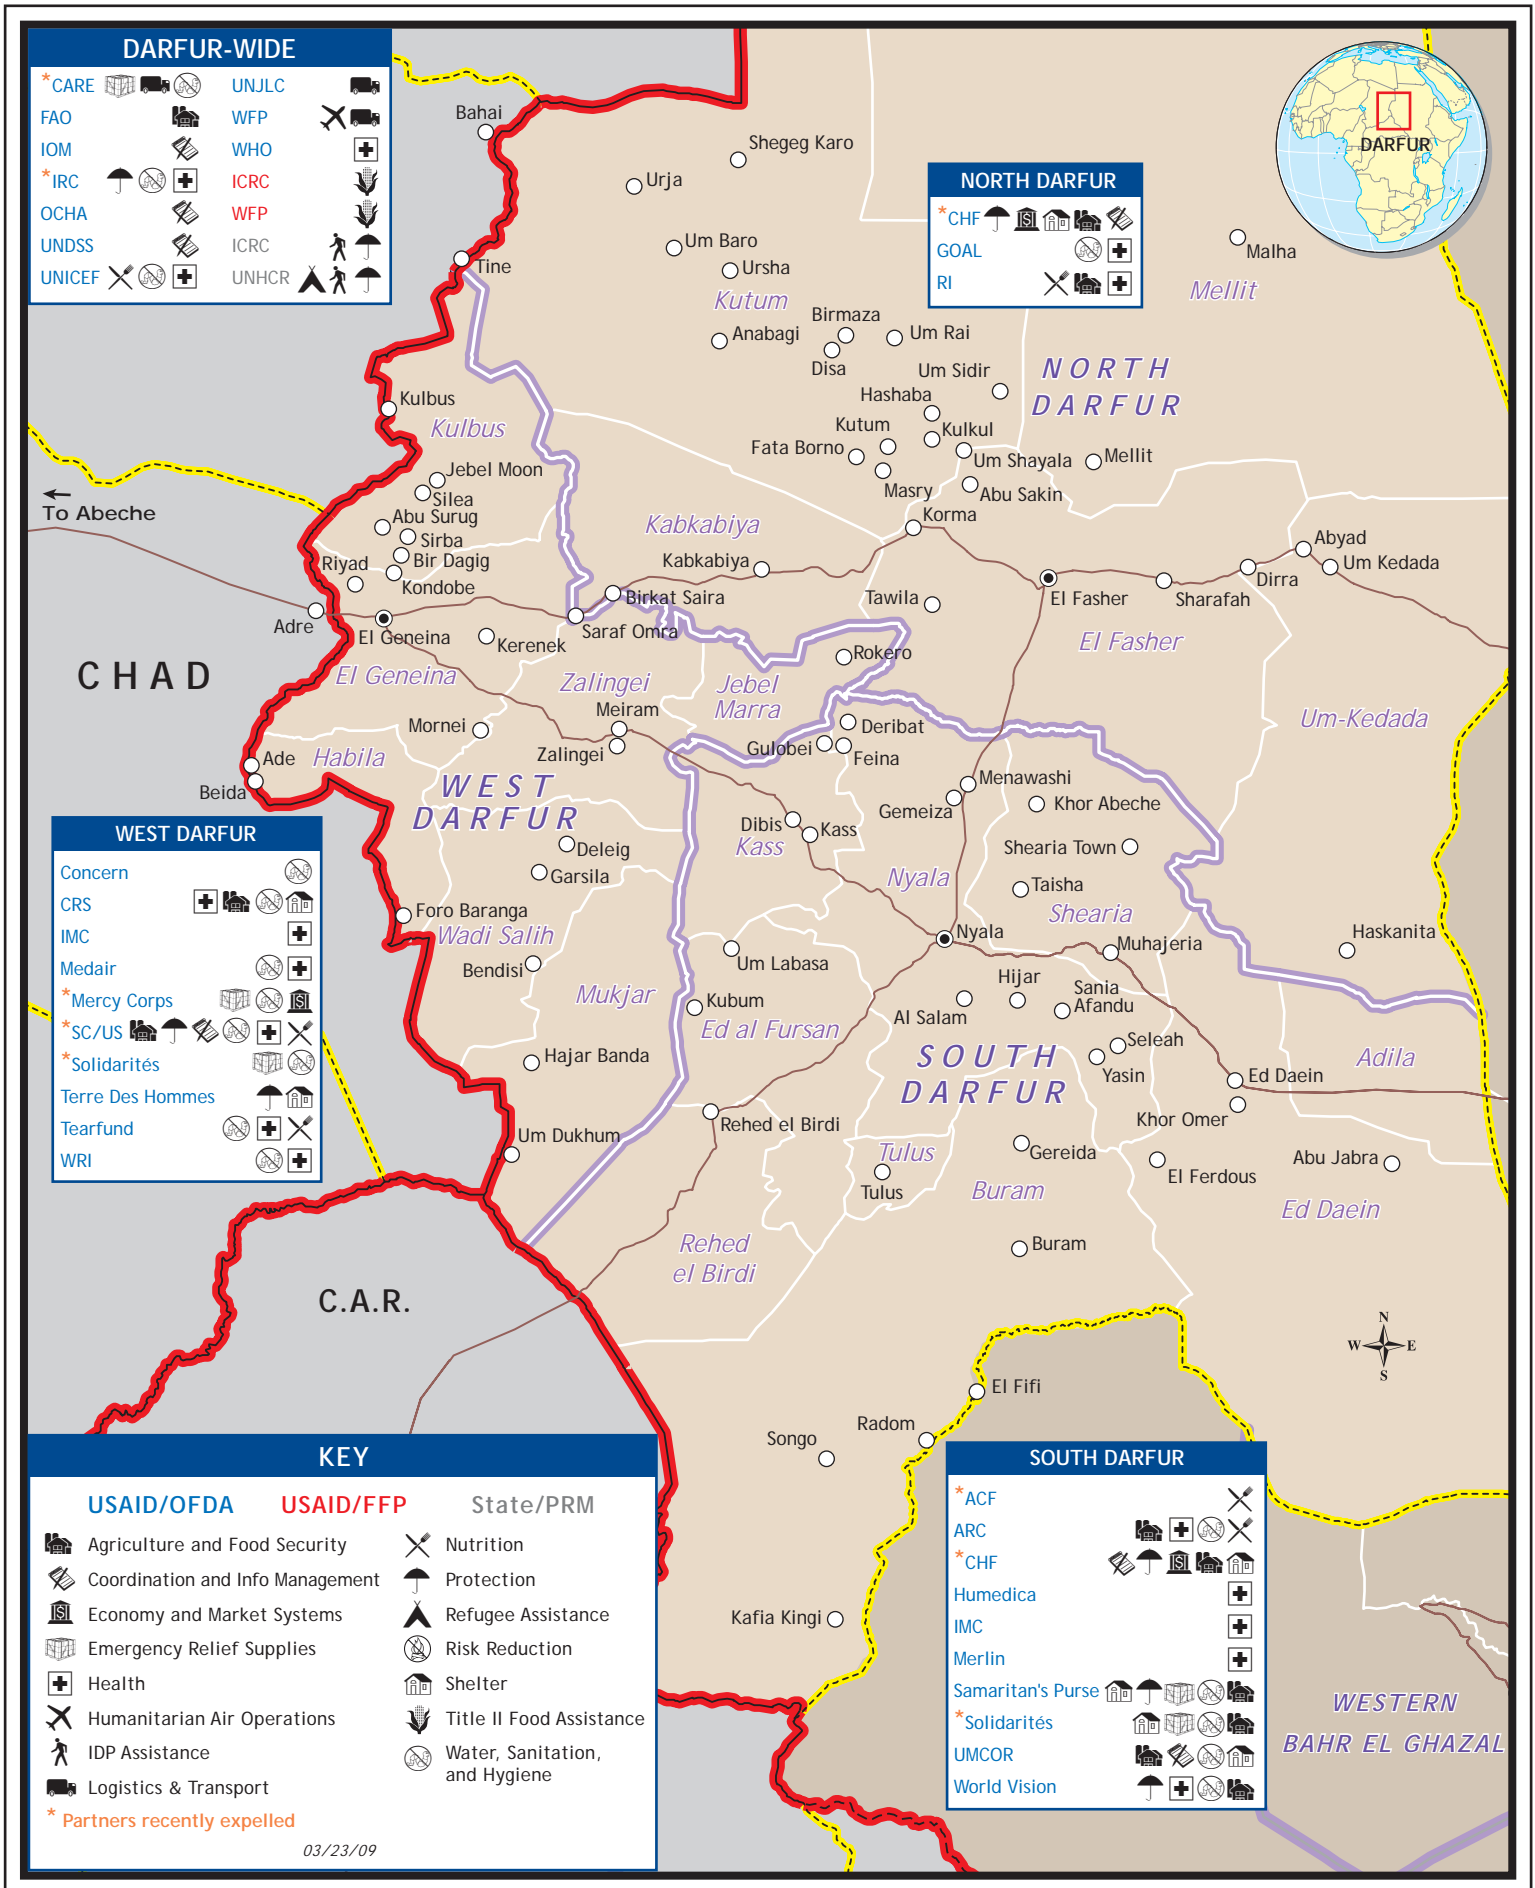 DARFUR-WIDE
*CARE
FAO
IOM
*IRC
OCHA
UNDSS
UNICEF
UNJLC
WFP
WHO
ICRC
WFP
ICRC
UNHCR
DARFUR
NORTH DARFUR
*CHF
GOAL
RI
Bahai
Shegeg Karo
Urja
Um Baro
Ursha
Tine
Kutum
Malha
Mellit
Anabagi
Birmaza
Um Rai
Disa
Um Sidir
NORTH
DARFUR
Hashaba
Kulbus
Kulbus
Kutum
Kulkul
Fata Borno
Um Shayala
Mellit
Jebel Moon
Masry
Abu Sakin
Silea
To Abeche
Abu Surug
Korma
Kabkabiya
Sirba
Abyad
Bir Dagig
Riyad
Kabkabiya
Um Kedada
Kondobe
Dirra
Birkat Saira
Tawila
El Fasher
Sharafah
Adre
El Geneina
Saraf Omra
Kerenek
El Fasher
Rokero
CHAD
El Geneina
Zalingei
Jebel
Marra
Meiram
Um-Kedada
Mornei
Deribat
Zalingei
Gulobei
Feina
Ade
Habila
Beida
WEST
DARFUR
Menawashi
Gemeiza
Khor Abeche
Dibis
Kass
Kass
Shearia Town
Deleig
Garsila
Nyala
Taisha
Shearia
Foro Baranga
Wadi Salih
Nyala
Muhajeria
Haskanita
Bendisi
Um Labasa
Hijar
Sania
Afandu
Mukjar
Kubum
Al Salam
Ed al Fursan
Seleah
Yasin
SOUTH
DARFUR
Adila
Hajar Banda
Ed Daein
Khor Omer
Rehed el Birdi
Um Dukhum
Tulus
Gereida
El Ferdous
Abu Jabra
Tulus
Buram
Ed Daein
Rehed
el Birdi
Buram
WEST DARFUR
Concern
CRS
IMC
Medair
*Mercy Corps
*SC/US
*Solidarités
Terre Des Hommes
Tearfund
WRI
C.A.R.
N
W
E
S
El Fifi
Radom
Songo
Kafia Kingi
WESTERN
BAHR EL GHAZAL
SOUTH DARFUR
*ACF
ARC
*CHF
Humedica
IMC
Merlin
Samaritan's Purse
*Solidarités
UMCOR
World Vision
KEY
USAID/OFDA
USAID/FFP
State/PRM
Agriculture and Food Security
Coordination and Info Management
Economy and Market Systems
Emergency Relief Supplies
Health
Humanitarian Air Operations
IDP Assistance
Logistics & Transport
* Partners recently expelled
Nutrition
Protection
Refugee Assistance
Risk Reduction
Shelter
Title II Food Assistance
Water, Sanitation,
and Hygiene
03/23/09